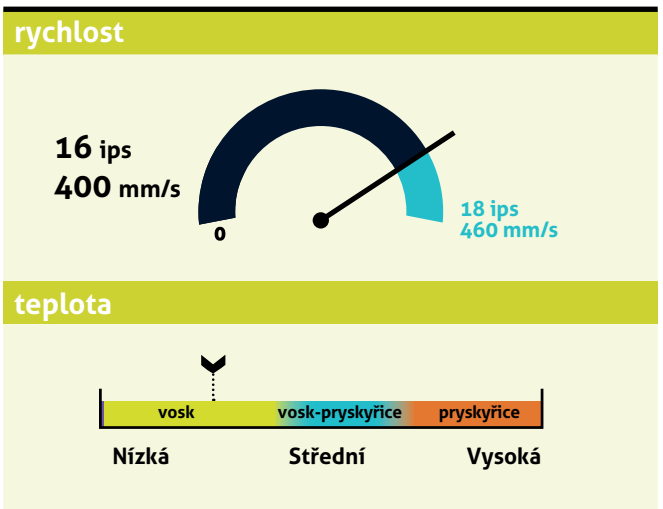 rychlost
16 ips
400 mm/s
0
18 ips
460 mm/s
teplota
vosk
vosk-pryskyřice
pryskyřice
Nízká
Střední
Vysoká